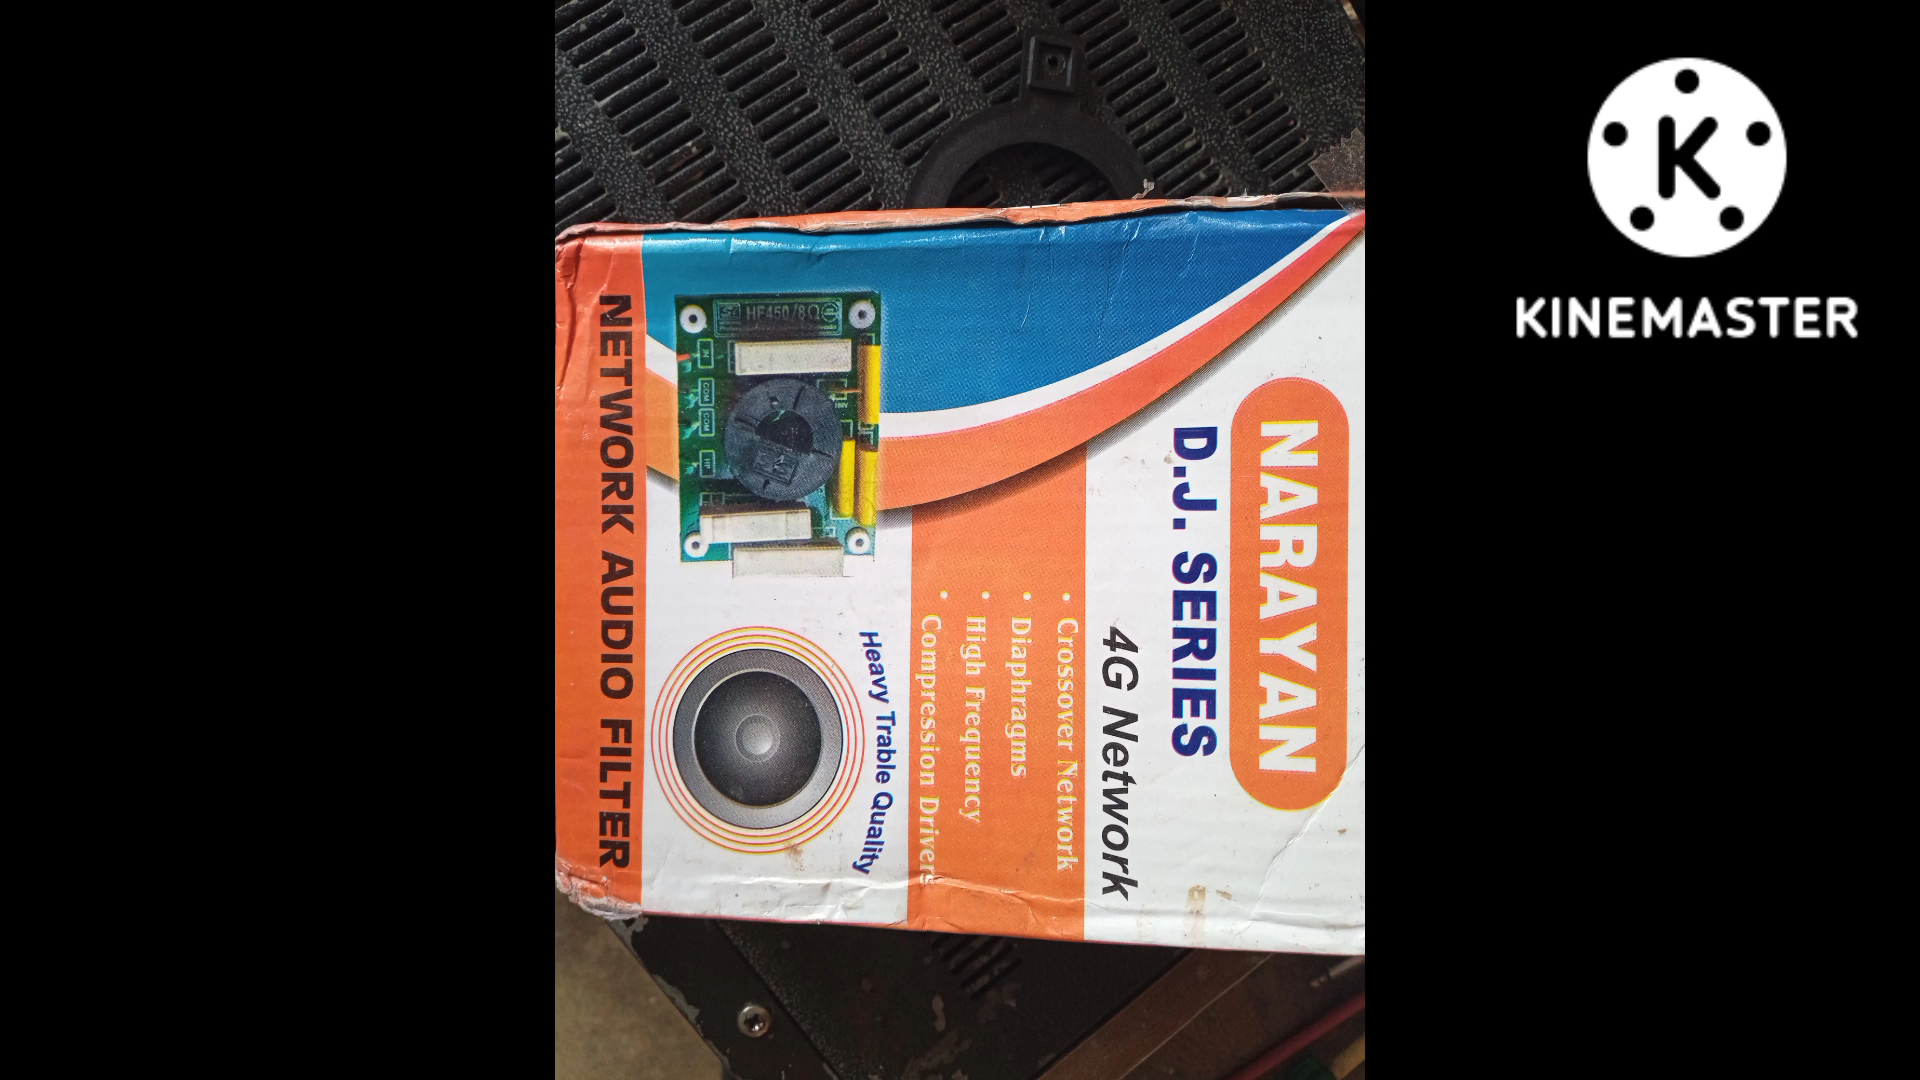 NARAYAN
D.J. SERIES
4G Network
• Crossover Network
• Diaphragms
• High Frequency
• Compression Drivers
Heavy Trable Quality
HF450/8Ω
IN
COM
COM
HP
NETWORK AUDIO FILTER
K
KINEMASTER